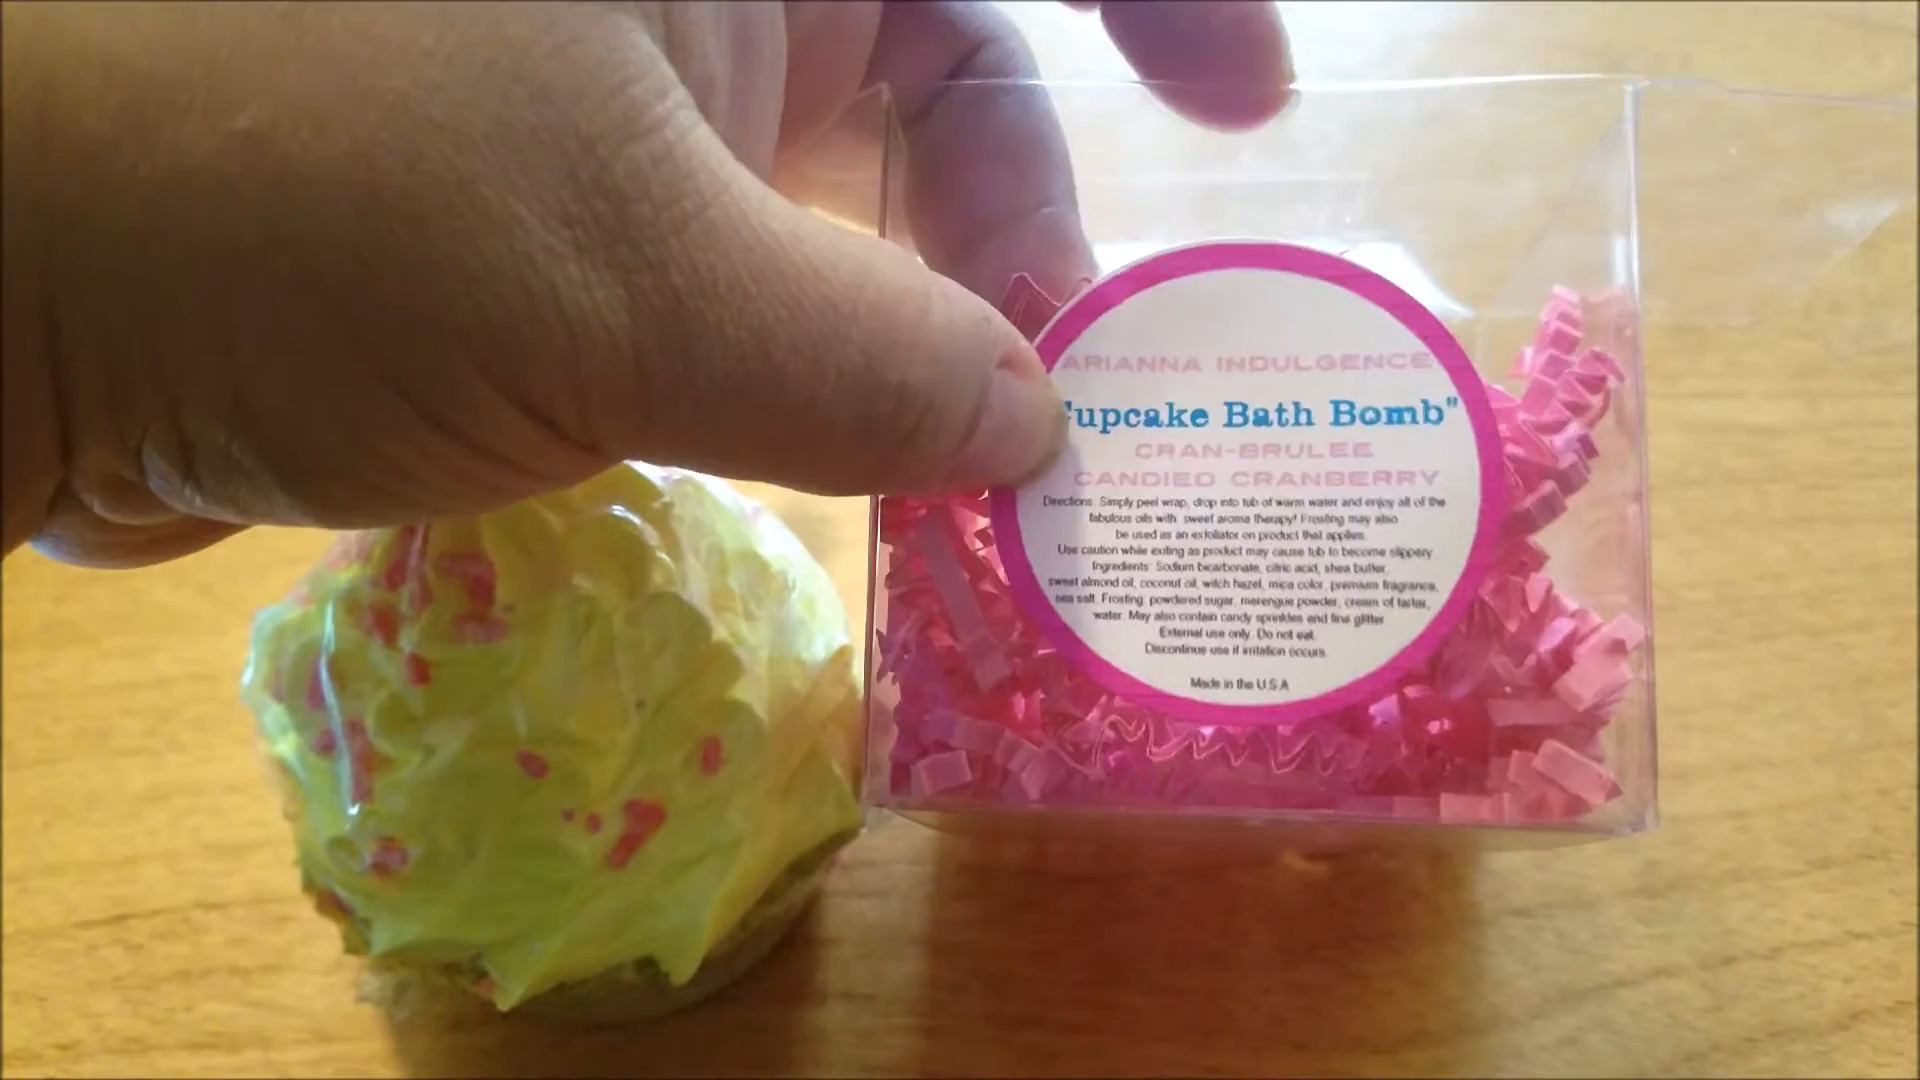 ARIANNA INDULGENCE
upcake Bath Bomb"
CRAN-BRULEE
CANDIED CRANBERRY
Directions: Simply peel wrap, drop into tub of warm water and enjoy all of the
fabulous oils with sweet aroma therapy! Frosting may also
be used as an exfoliator on product that applies.
Use caution while exiting as product may cause tub to become slippery
Ingredients: Sodium bicarbonate, citric acid, shea butter,
sweet almond oil, coconut oil, witch hazel, mica color, premium fragrance,
sea salt. Frosting: powdered sugar, merengue powder, cream of tarter,
water. May also contain candy sprinkles and fine glitter
External use only. Do not eat.
Discontinue use if irritation occurs.
Made in the U.S.A